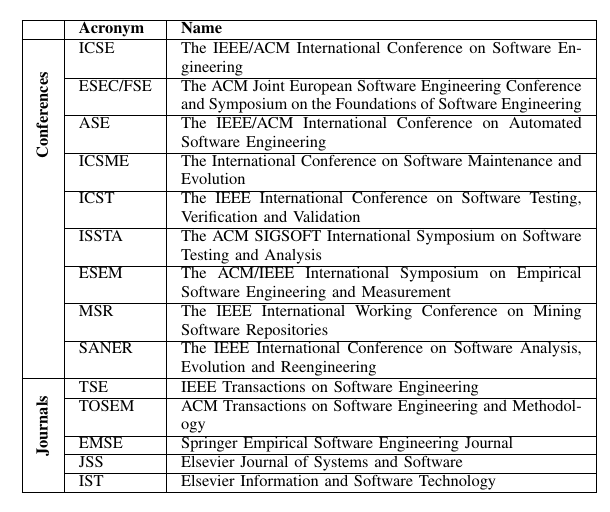 Acronym Name
Conferences
ICSE The IEEE/ACM International Conference on Software En-
gineering
ESEC/FSE The ACM Joint European Software Engineering Conference
and Symposium on the Foundations of Software Engineering
ASE The IEEE/ACM International Conference on Automated
Software Engineering
ICSME The International Conference on Software Maintenance and
Evolution
ICST The IEEE International Conference on Software Testing,
Verification and Validation
ISSTA The ACM SIGSOFT International Symposium on Software
Testing and Analysis
ESEM The ACM/IEEE International Symposium on Empirical
Software Engineering and Measurement
MSR The IEEE International Working Conference on Mining
Software Repositories
SANER The IEEE International Conference on Software Analysis,
Evolution and Reengineering
Journals
TSE IEEE Transactions on Software Engineering
TOSEM ACM Transactions on Software Engineering and Methodol-
ogy
EMSE Springer Empirical Software Engineering Journal
JSS Elsevier Journal of Systems and Software
IST Elsevier Information and Software Technology